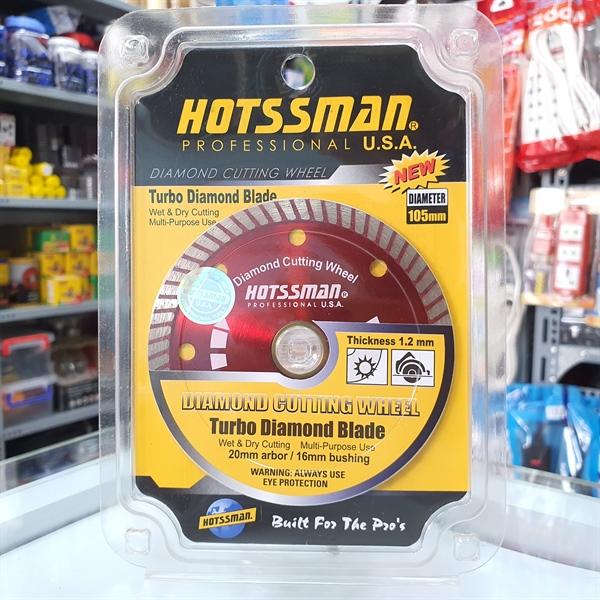 HOTSSMAN®
PROFESSIONAL U.S.A.
DIAMOND CUTTING WHEEL
NEW
Turbo Diamond Blade
Wet & Dry Cutting
Multi-Purpose Use
DIAMETER
105mm
Diamond Cutting Wheel
HOTSSMAN®
PROFESSIONAL U.S.A.
Thickness 1.2 mm
DIAMOND CUTTING WHEEL
Turbo Diamond Blade
Wet & Dry Cutting Multi-Purpose Use
20mm arbor / 16mm bushing
WARNING: ALWAYS USE
EYE PROTECTION
HOTSSMAN
Built For The Pro's